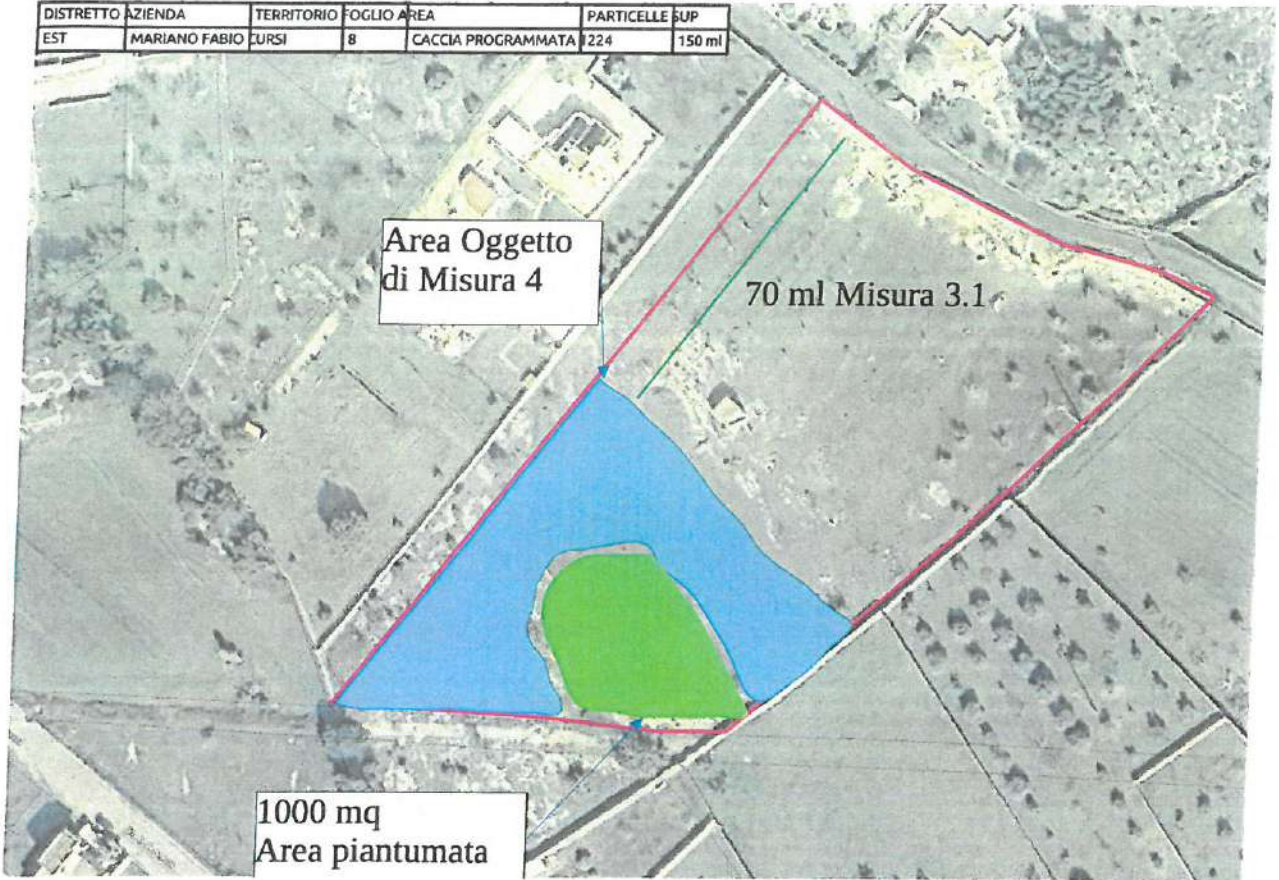 DISTRETTO AZIENDA TERRITORIO FOGLIO AREA PARTICELLE SUP
EST MARIANO FABIO CURSI 8 CACCIA PROGRAMMATA 224 150 ml
Area Oggetto
di Misura 4
70 ml Misura 3.1
1000 mq
Area piantumata